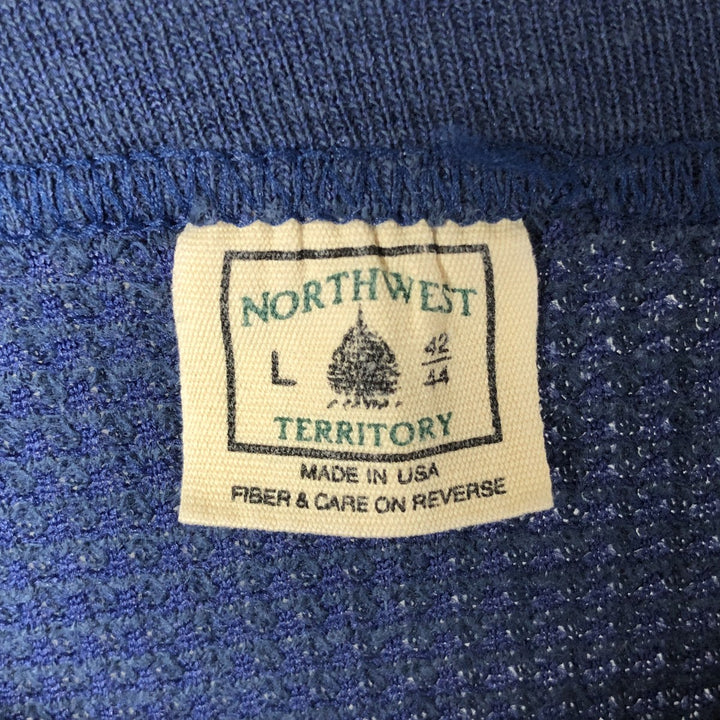 NORTHWEST
L 42/44
TERRITORY
MADE IN USA
FIBER & CARE ON REVERSE